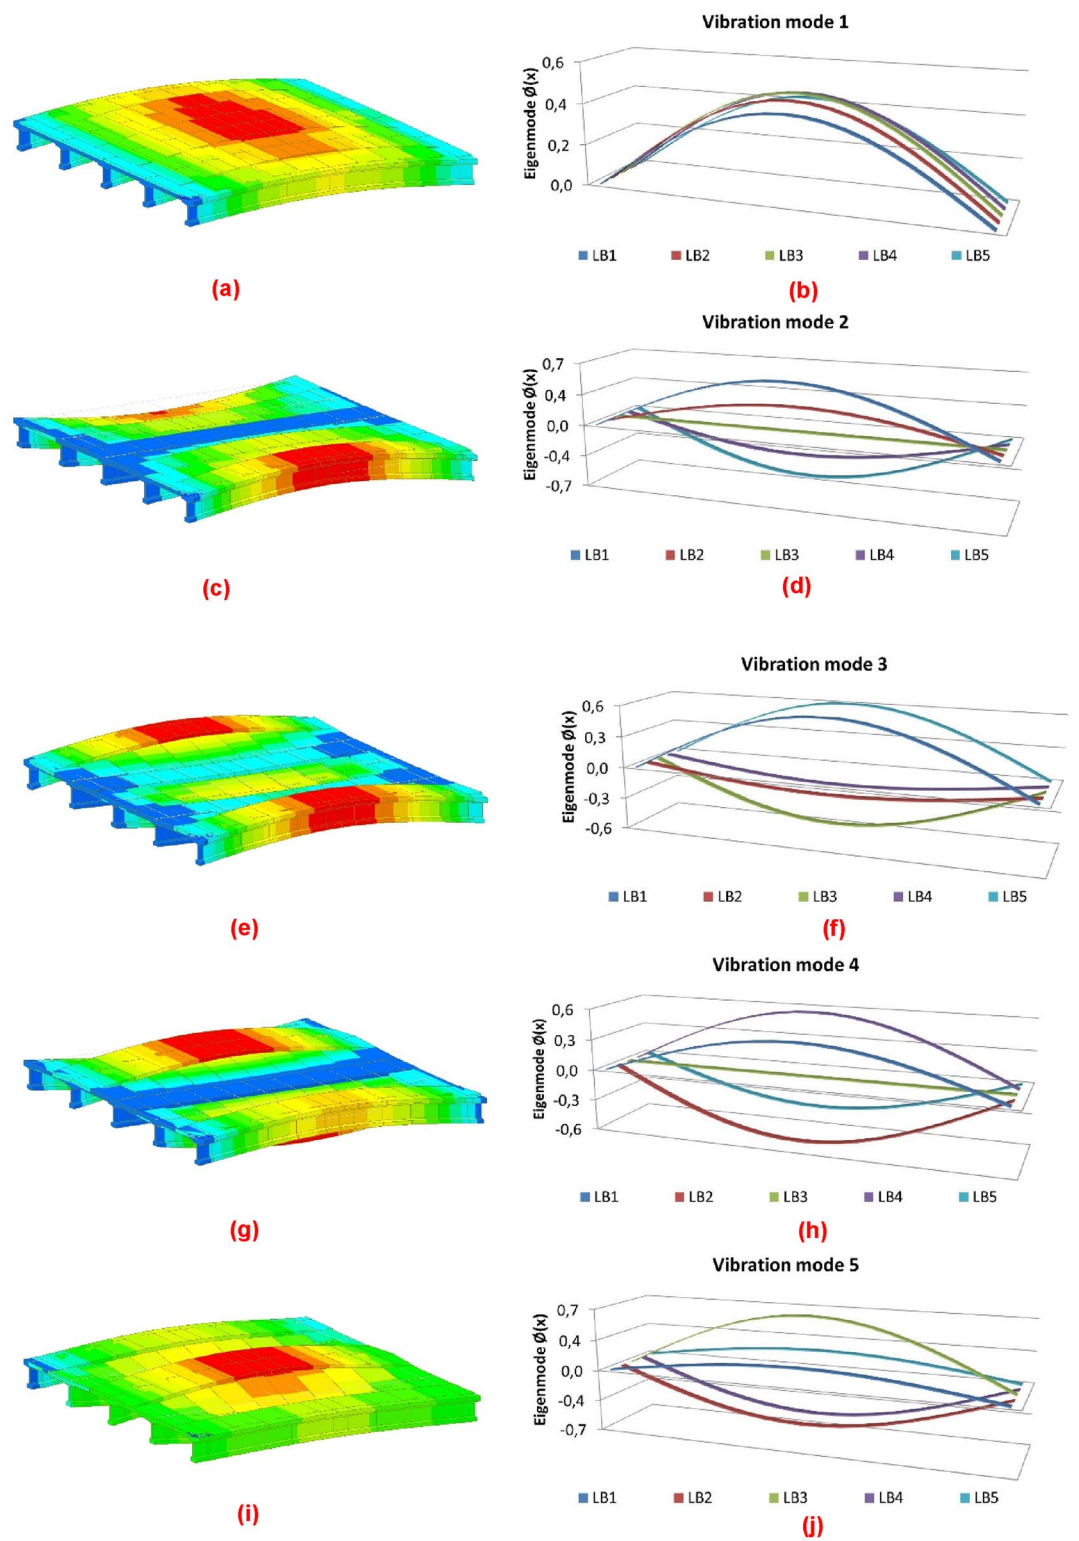 Vibration mode 1
Eigenmode Ø(x)
0,6
0,4
0,2
0,0
LB1 LB2 LB3 LB4 LB5
(a)
(b)
Vibration mode 2
Eigenmode Ø(x)
0,7
0,4
0,0
-0,4
-0,7
LB1 LB2 LB3 LB4 LB5
(c)
(d)
Vibration mode 3
Eigenmode Ø(x)
0,6
0,3
0,0
-0,3
-0,6
LB1 LB2 LB3 LB4 LB5
(e)
(f)
Vibration mode 4
Eigenmode Ø(x)
0,6
0,3
0,0
-0,3
-0,6
LB1 LB2 LB3 LB4 LB5
(g)
(h)
Vibration mode 5
Eigenmode Ø(x)
0,7
0,4
0,0
-0,4
-0,7
LB1 LB2 LB3 LB4 LB5
(i)
(j)